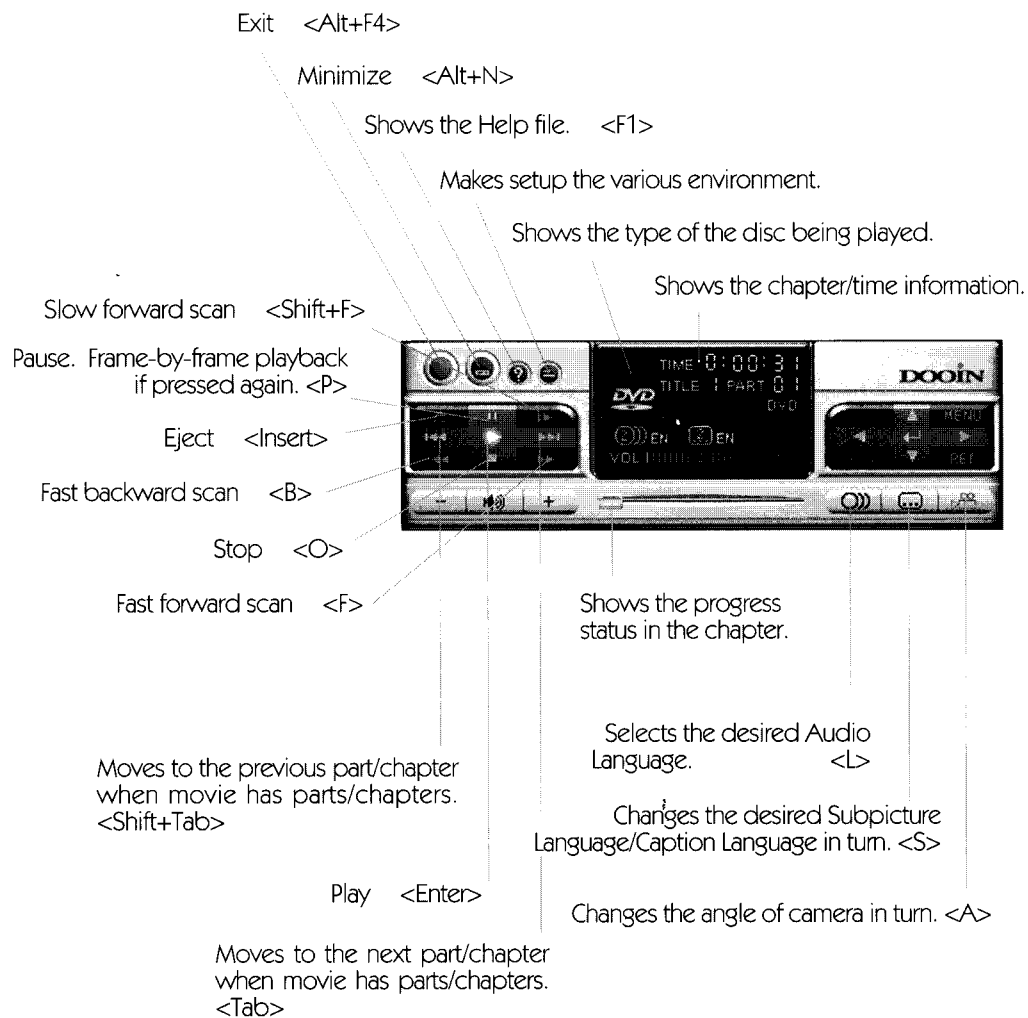 Exit <Alt+F4>
Minimize <Alt+N>
Shows the Help file. <F1>
Makes setup the various environment.
Shows the type of the disc being played.
Shows the chapter/time information.
Slow forward scan <Shift+F>
Pause. Frame-by-frame playback
if pressed again. <P>
Eject <Insert>
Fast backward scan <B>
Stop <O>
Fast forward scan <F>
TIME 0:00:31
TITLE 1 PART 01
DVD
DVD
2 EN 2 EN
VOL
DOOIN
MENU
RET
Shows the progress
status in the chapter.
Selects the desired Audio
Language. <L>
Moves to the previous part/chapter
when movie has parts/chapters.
<Shift+Tab>
Changes the desired Subpicture
Language/Caption Language in turn. <S>
Play <Enter>
Changes the angle of camera in turn. <A>
Moves to the next part/chapter
when movie has parts/chapters.
<Tab>